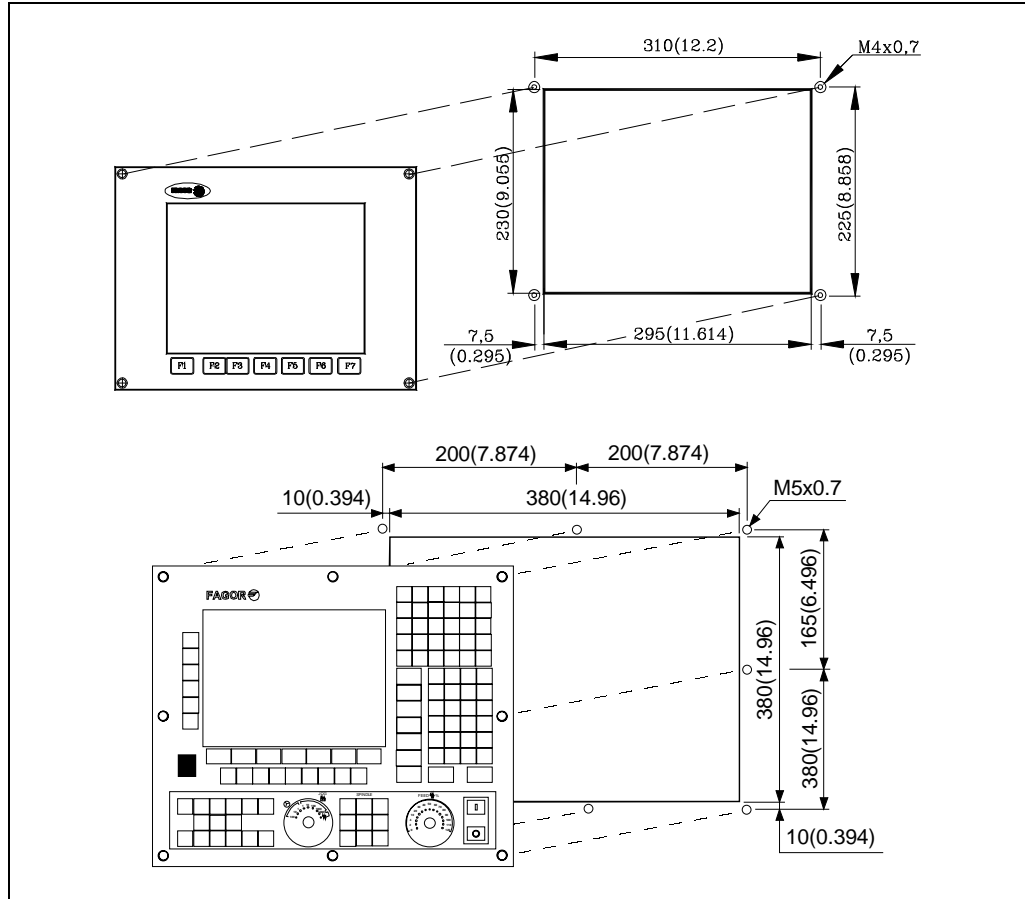 310(12.2)
M4x0,7
230(9.055)
225(8.858)
7,5
(0.295)
295(11.614)
7,5
(0.295)
F1 F2 F3 F4 F5 F6 F7
200(7.874)
200(7.874)
10(0.394)
380(14.96)
M5x0.7
165(6.496)
380(14.96)
380(14.96)
10(0.394)
FAGOR
JOG
SPINDLE
FEED %